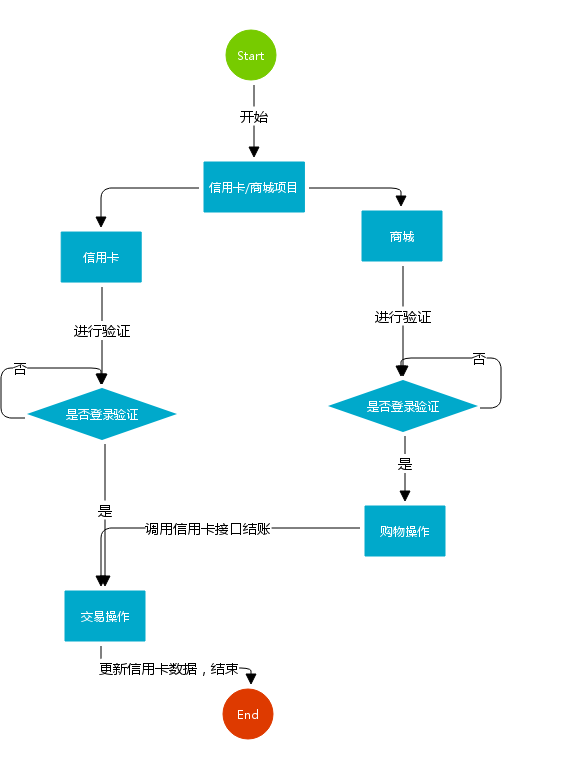 Start
开始
信用卡/商城项目
商城
信用卡
进行验证
进行验证
否
否
是否登录验证
是否登录验证
是
是
调用信用卡接口结账
购物操作
交易操作
更新信用卡数据，结束
End